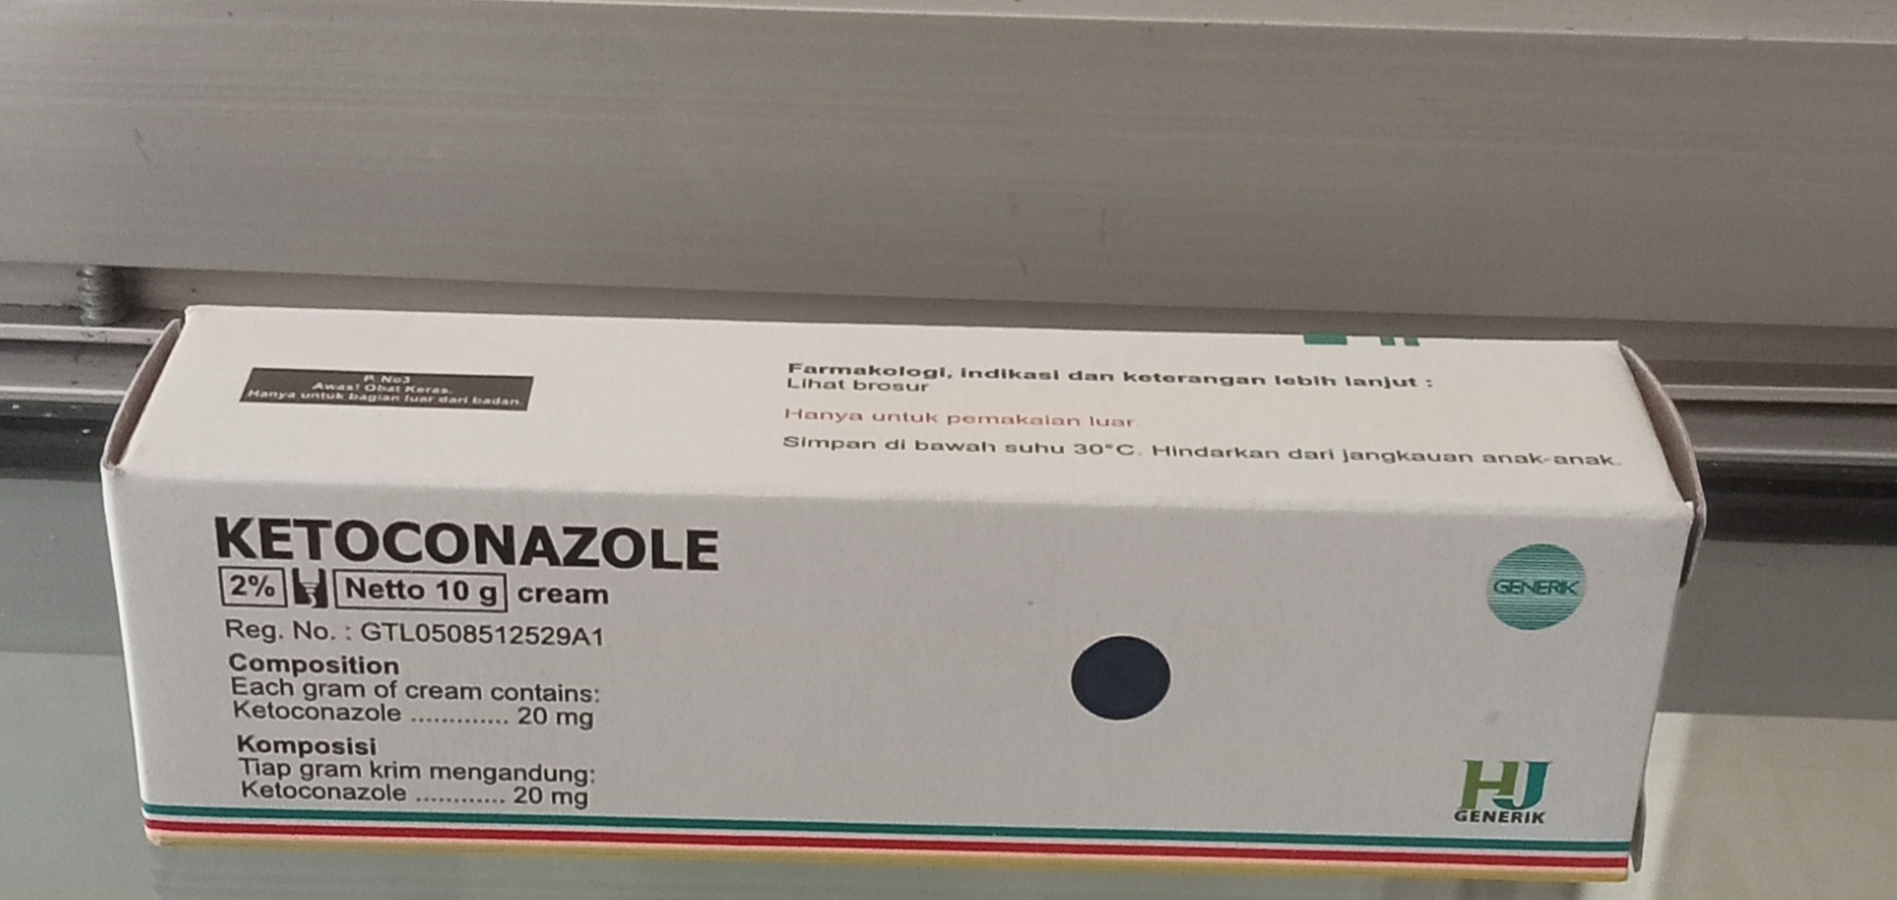 P. No3
Awas! Obat Keras.
Hanya untuk bagian luar dari badan.
Farmakologi, indikasi dan keterangan lebih lanjut :
Lihat brosur
Hanya untuk pemakaian luar.
Simpan di bawah suhu 30°C. Hindarkan dari jangkauan anak-anak.
KETOCONAZOLE
2% Netto 10 g cream
Reg. No. : GTL0508512529A1
Composition
Each gram of cream contains:
Ketoconazole ............. 20 mg
Komposisi
Tiap gram krim mengandung:
Ketoconazole ............ 20 mg
GENERIK
HJ
GENERIK